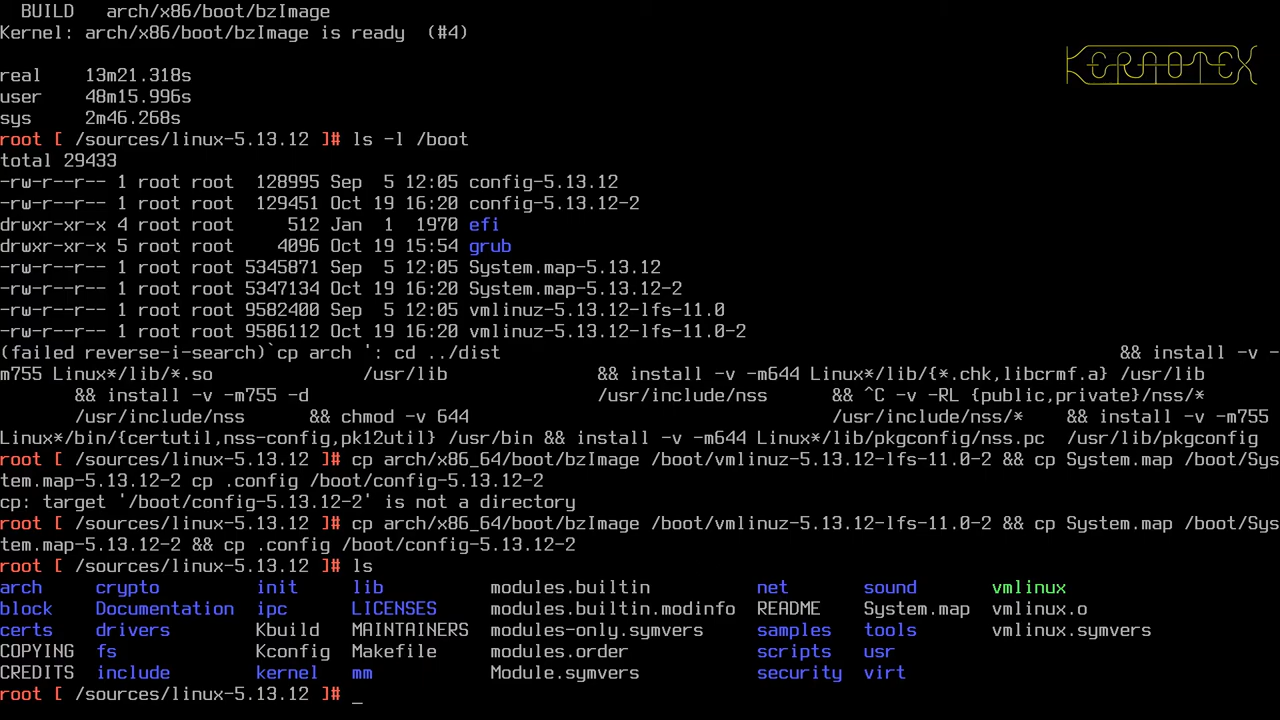 BUILD   arch/x86/boot/bzImage
Kernel: arch/x86/boot/bzImage is ready  (#4)
KERNOTEX
real    13m21.318s
user    48m15.996s
sys     2m46.268s
root [ /sources/linux-5.13.12 ]# ls -l /boot
total 29433
-rw-r--r-- 1 root root  128995 Sep  5 12:05 config-5.13.12
-rw-r--r-- 1 root root  129451 Oct 19 16:20 config-5.13.12-2
drwxr-xr-x 4 root root     512 Jan  1  1970 efi
drwxr-xr-x 5 root root    4096 Oct 19 15:54 grub
-rw-r--r-- 1 root root 5345871 Sep  5 12:05 System.map-5.13.12
-rw-r--r-- 1 root root 5347134 Oct 19 16:20 System.map-5.13.12-2
-rw-r--r-- 1 root root 9582400 Sep  5 12:05 vmlinuz-5.13.12-lfs-11.0
-rw-r--r-- 1 root root 9586112 Oct 19 16:20 vmlinuz-5.13.12-lfs-11.0-2
(failed reverse-i-search)`cp arch ': cd ../dist                                                          && install -v -
m755 Linux*/lib/*.so              /usr/lib              && install -v -m644 Linux*/lib/{*.chk,libcrmf.a} /usr/lib
       && install -v -m755 -d                           /usr/include/nss      && ^C -v -RL {public,private}/nss/*
       /usr/include/nss      && chmod -v 644                                  /usr/include/nss/*    && install -v -m755
Linux*/bin/{certutil,nss-config,pk12util} /usr/bin && install -v -m644 Linux*/lib/pkgconfig/nss.pc  /usr/lib/pkgconfig
root [ /sources/linux-5.13.12 ]# cp arch/x86_64/boot/bzImage /boot/vmlinuz-5.13.12-lfs-11.0-2 && cp System.map /boot/Sys
tem.map-5.13.12-2 cp .config /boot/config-5.13.12-2
cp: target '/boot/config-5.13.12-2' is not a directory
root [ /sources/linux-5.13.12 ]# cp arch/x86_64/boot/bzImage /boot/vmlinuz-5.13.12-lfs-11.0-2 && cp System.map /boot/Sys
tem.map-5.13.12-2 && cp .config /boot/config-5.13.12-2
root [ /sources/linux-5.13.12 ]# ls
arch     crypto         init     lib          modules.builtin          net       sound       vmlinux
block    Documentation  ipc      LICENSES     modules.builtin.modinfo  README    System.map  vmlinux.o
certs    drivers        Kbuild   MAINTAINERS  modules-only.symvers     samples   tools       vmlinux.symvers
COPYING  fs             Kconfig  Makefile     modules.order            scripts   usr
CREDITS  include        kernel   mm           Module.symvers           security  virt
root [ /sources/linux-5.13.12 ]# _